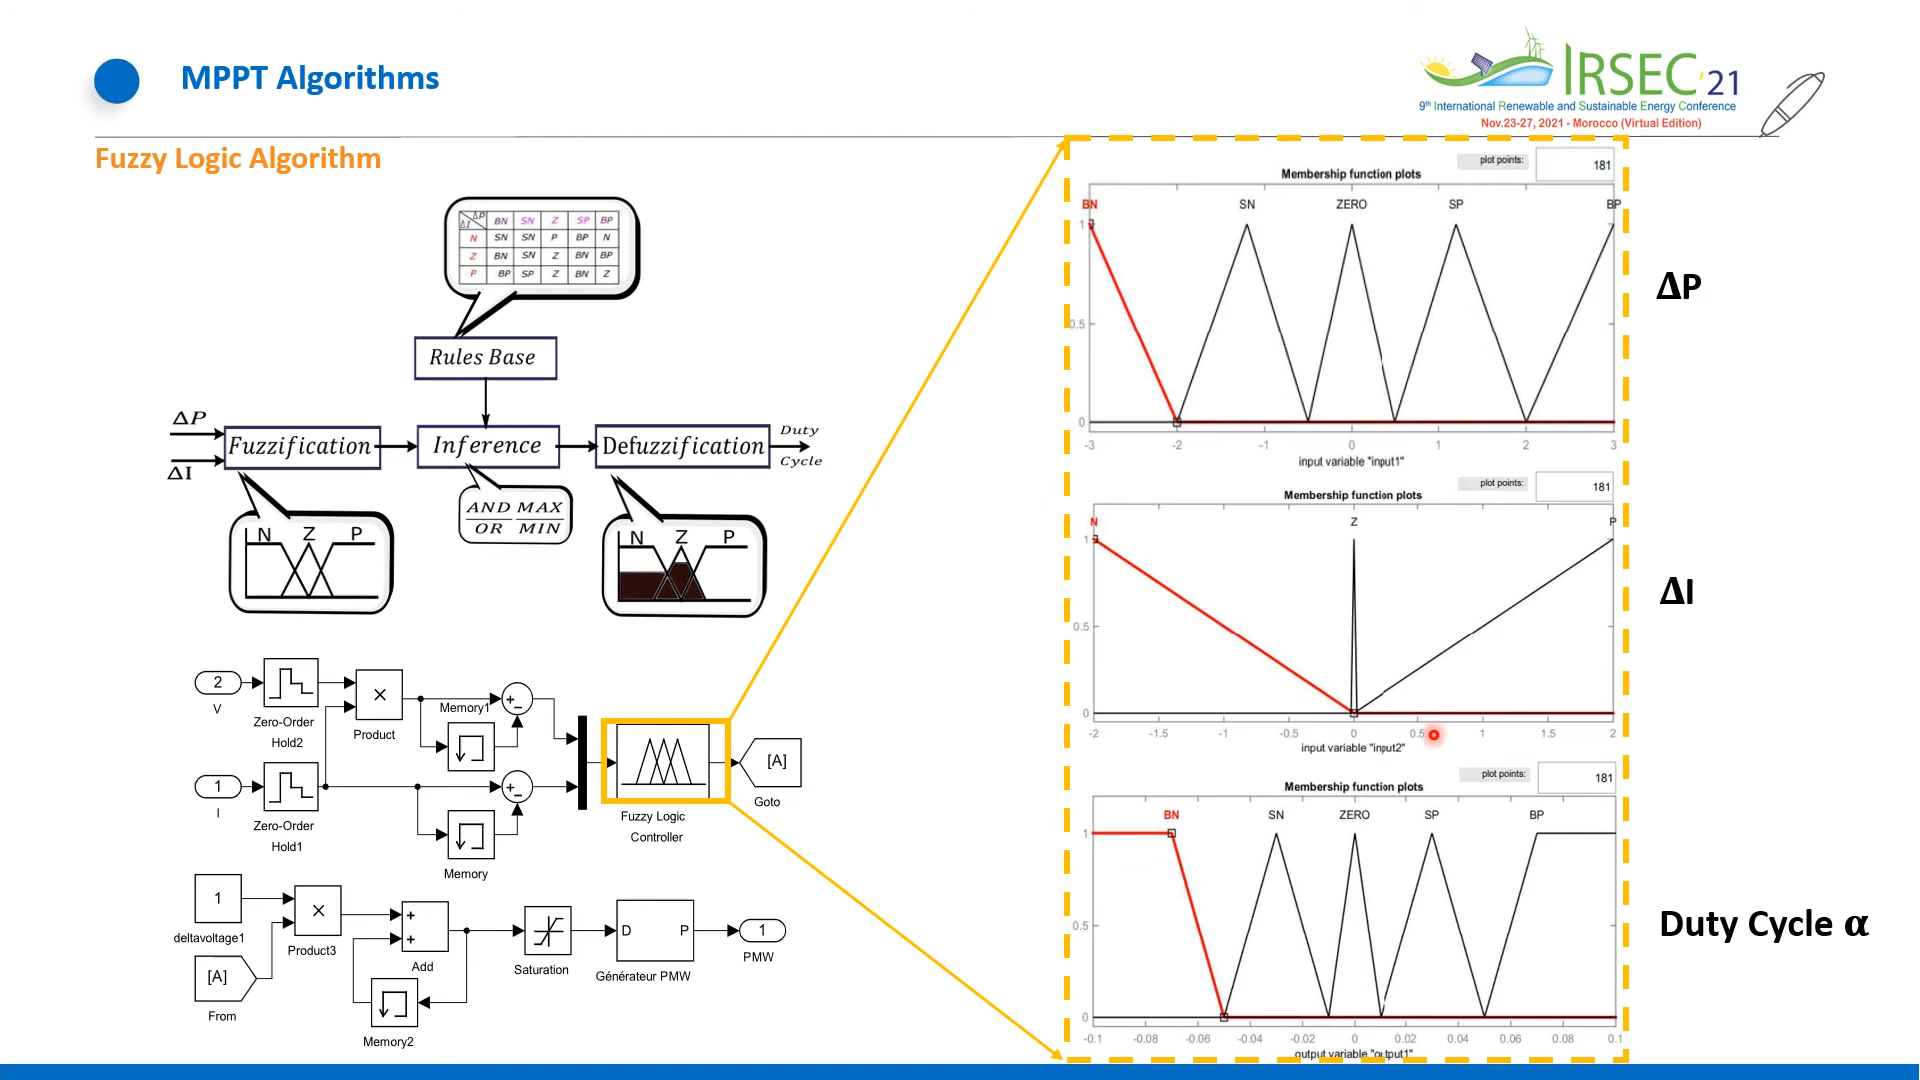 MPPT Algorithms
IRSEC'21
9th International Renewable and Sustainable Energy Conference
Nov.23-27, 2021 - Morocco (Virtual Edition)
Fuzzy Logic Algorithm
ΔP BN SN Z SP BP
ΔI
N SN SN P BP N
Z BN SN Z BN BP
P BP SP Z BN Z
Rules Base
ΔP
ΔI
Fuzzification
Inference
Defuzzification
Duty
Cycle
N Z P
AND MAX
OR MIN
N Z P
2
V
Zero-Order
Hold2
×
Product
Memory1
+
−
1
I
Zero-Order
Hold1
+
−
Memory
Fuzzy Logic
Controller
[A]
Goto
1
deltavoltage1
[A]
From
×
Product3
+
+
Add
Memory2
Saturation
D P
Générateur PMW
1
PMW
plot points: 181
Membership function plots
BN SN ZERO SP BP
1
0.5
0
-3 -2 -1 0 1 2 3
input variable "input1"
ΔP
plot points: 181
Membership function plots
N Z P
1
0.5
0
-2 -1.5 -1 -0.5 0 0.5 1 1.5 2
input variable "input2"
ΔI
plot points: 181
Membership function plots
BN SN ZERO SP BP
1
0.5
0
-0.1 -0.08 -0.06 -0.04 -0.02 0 0.02 0.04 0.06 0.08 0.1
output variable "output1"
Duty Cycle α